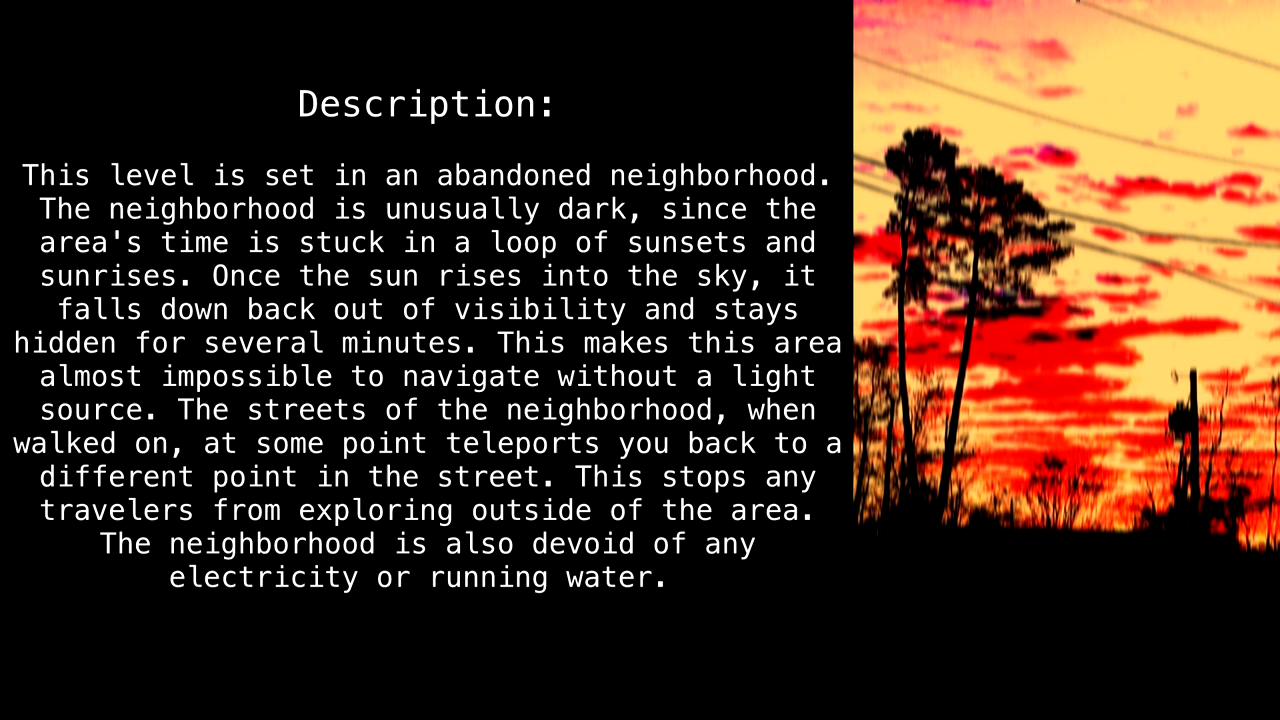 Description:
This level is set in an abandoned neighborhood.
The neighborhood is unusually dark, since the
area's time is stuck in a loop of sunsets and
sunrises. Once the sun rises into the sky, it
falls down back out of visibility and stays
hidden for several minutes. This makes this area
almost impossible to navigate without a light
source. The streets of the neighborhood, when
walked on, at some point teleports you back to a
different point in the street. This stops any
travelers from exploring outside of the area.
The neighborhood is also devoid of any
electricity or running water.